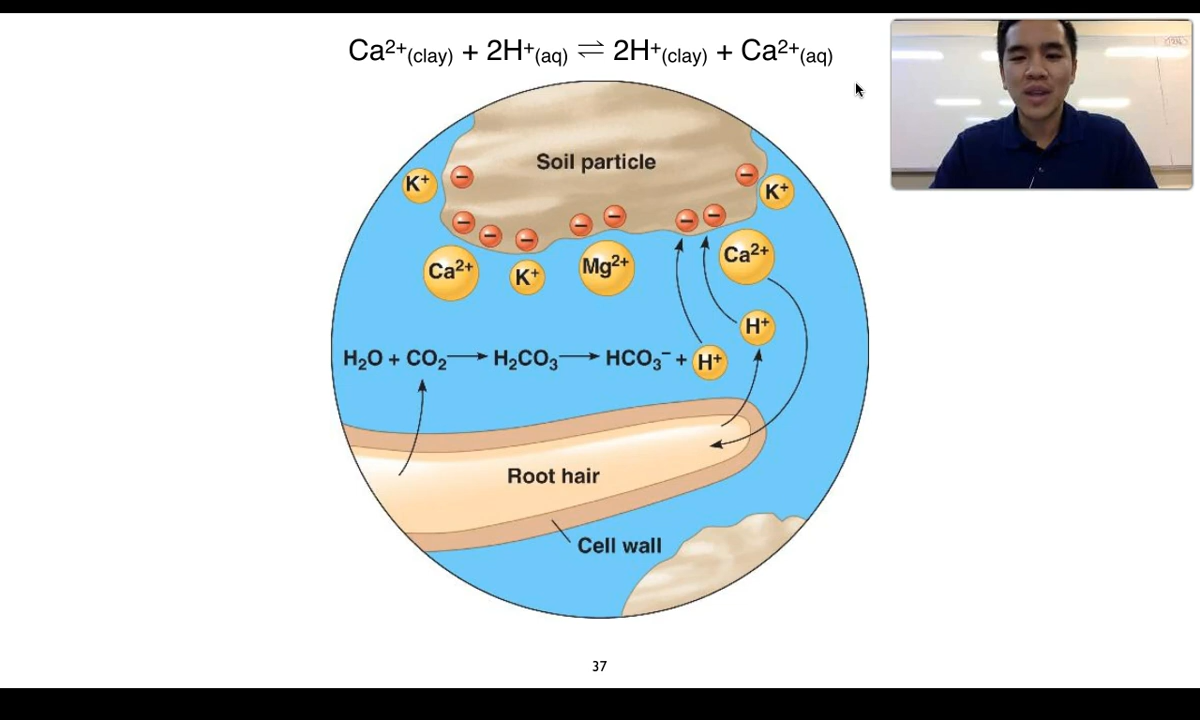 Ca²⁺(clay) + 2H⁺(aq) ⇌ 2H⁺(clay) + Ca²⁺(aq)
Soil particle
K⁺ − − K⁺
− − − − − − −
Ca²⁺ K⁺ Mg²⁺ Ca²⁺
H⁺
H₂O + CO₂ → H₂CO₃ → HCO₃⁻ + H⁺
Root hair
Cell wall
37